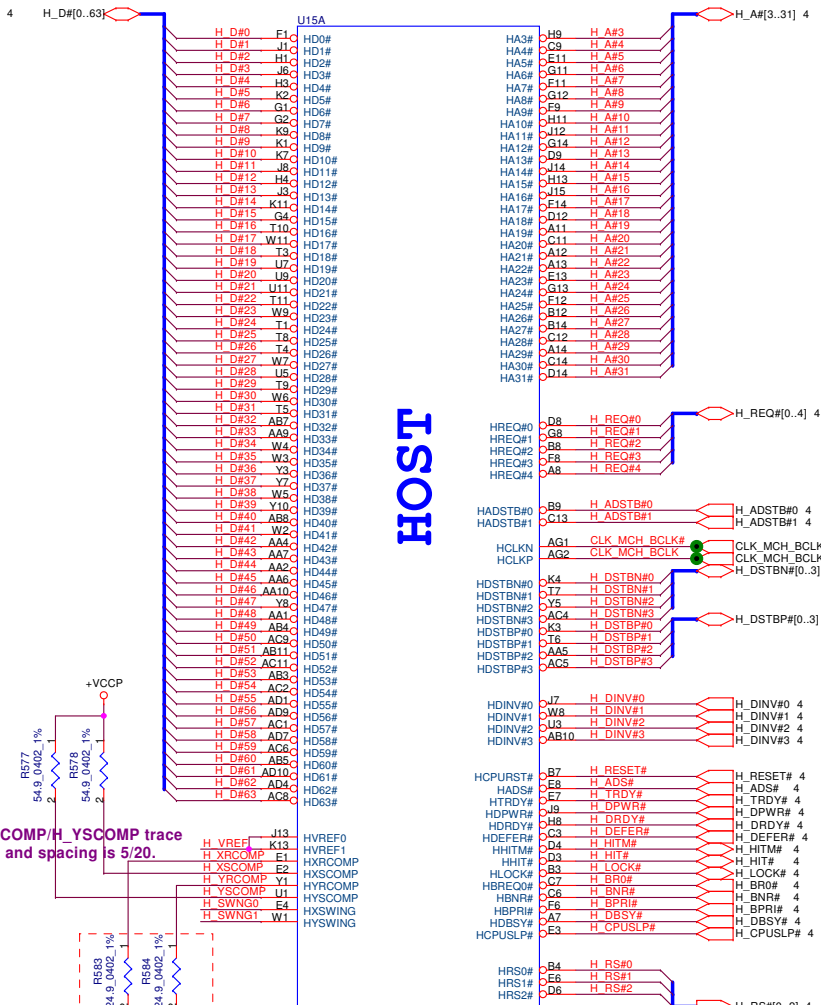 4 H_D#[0..63]
U15A
H_A#[3..31] 4
H_D#0 F1 HD0#
H_D#1 J1 HD1#
H_D#2 H1 HD2#
H_D#3 J6 HD3#
H_D#4 H3 HD4#
H_D#5 K2 HD5#
H_D#6 G1 HD6#
H_D#7 G2 HD7#
H_D#8 K9 HD8#
H_D#9 K1 HD9#
H_D#10 K7 HD10#
H_D#11 J8 HD11#
H_D#12 H4 HD12#
H_D#13 J3 HD13#
H_D#14 K11 HD14#
H_D#15 G4 HD15#
H_D#16 T10 HD16#
H_D#17 W11 HD17#
H_D#18 T3 HD18#
H_D#19 U7 HD19#
H_D#20 U9 HD20#
H_D#21 U11 HD21#
H_D#22 T11 HD22#
H_D#23 W9 HD23#
H_D#24 T1 HD24#
H_D#25 T8 HD25#
H_D#26 T4 HD26#
H_D#27 W7 HD27#
H_D#28 U5 HD28#
H_D#29 T9 HD29#
H_D#30 W6 HD30#
H_D#31 T5 HD31#
H_D#32 AB7 HD32#
H_D#33 AA9 HD33#
H_D#34 W4 HD34#
H_D#35 W3 HD35#
H_D#36 Y3 HD36#
H_D#37 Y7 HD37#
H_D#38 W5 HD38#
H_D#39 Y10 HD39#
H_D#40 AB8 HD40#
H_D#41 W2 HD41#
H_D#42 AA4 HD42#
H_D#43 AA7 HD43#
H_D#44 AA2 HD44#
H_D#45 AA6 HD45#
H_D#46 AA10 HD46#
H_D#47 Y8 HD47#
H_D#48 AA1 HD48#
H_D#49 AB4 HD49#
H_D#50 AC9 HD50#
H_D#51 AB11 HD51#
H_D#52 AC11 HD52#
H_D#53 AB3 HD53#
H_D#54 AC2 HD54#
H_D#55 AD1 HD55#
H_D#56 AD9 HD56#
H_D#57 AC1 HD57#
H_D#58 AD7 HD58#
H_D#59 AC6 HD59#
H_D#60 AB5 HD60#
H_D#61 AD10 HD61#
H_D#62 AD4 HD62#
H_D#63 AC8 HD63#
J13 HVREF0
H_VREF K13 HVREF1
H_XRCOMP E1 HXRCOMP
H_XSCOMP E2 HXSCOMP
H_YRCOMP Y1 HYRCOMP
H_YSCOMP U1 HYSCOMP
H_SWNG0 E4 HXSWING
H_SWNG1 W1 HYSWING
+VCCP
R577
54.9_0402_1%
1
2
R578
54.9_0402_1%
1
2
COMP/H_YSCOMP trace
and spacing is 5/20.
R583
24.9_0402_1%
1
R584
24.9_0402_1%
1
HOST
HA3# H9 H_A#3
HA4# C9 H_A#4
HA5# E11 H_A#5
HA6# G11 H_A#6
HA7# F11 H_A#7
HA8# G12 H_A#8
HA9# F9 H_A#9
HA10# H11 H_A#10
HA11# J12 H_A#11
HA12# G14 H_A#12
HA13# D9 H_A#13
HA14# J14 H_A#14
HA15# H13 H_A#15
HA16# J15 H_A#16
HA17# F14 H_A#17
HA18# D12 H_A#18
HA19# A11 H_A#19
HA20# C11 H_A#20
HA21# A12 H_A#21
HA22# A13 H_A#22
HA23# E13 H_A#23
HA24# G13 H_A#24
HA25# F12 H_A#25
HA26# B12 H_A#26
HA27# B14 H_A#27
HA28# C12 H_A#28
HA29# A14 H_A#29
HA30# C14 H_A#30
HA31# D14 H_A#31
H_REQ#[0..4] 4
HREQ#0 D8 H_REQ#0
HREQ#1 G8 H_REQ#1
HREQ#2 B8 H_REQ#2
HREQ#3 F8 H_REQ#3
HREQ#4 A8 H_REQ#4
HADSTB#0 B9 H_ADSTB#0 H_ADSTB#0 4
HADSTB#1 C13 H_ADSTB#1 H_ADSTB#1 4
HCLKN AG1 CLK_MCH_BCLK# CLK_MCH_BCLK
HCLKP AG2 CLK_MCH_BCLK CLK_MCH_BCLK
H_DSTBN#[0..3]
HDSTBN#0 K4 H_DSTBN#0
HDSTBN#1 T7 H_DSTBN#1
HDSTBN#2 Y5 H_DSTBN#2
HDSTBN#3 AC4 H_DSTBN#3
H_DSTBP#[0..3]
HDSTBP#0 K3 H_DSTBP#0
HDSTBP#1 T6 H_DSTBP#1
HDSTBP#2 AA5 H_DSTBP#2
HDSTBP#3 AC5 H_DSTBP#3
HDINV#0 J7 H_DINV#0 H_DINV#0 4
HDINV#1 W8 H_DINV#1 H_DINV#1 4
HDINV#2 U3 H_DINV#2 H_DINV#2 4
HDINV#3 AB10 H_DINV#3 H_DINV#3 4
HCPURST# B7 H_RESET# H_RESET# 4
HADS# E8 H_ADS# H_ADS# 4
HTRDY# E7 H_TRDY# H_TRDY# 4
HDPWR# J9 H_DPWR# H_DPWR# 4
HDRDY# H8 H_DRDY# H_DRDY# 4
HDEFER# C3 H_DEFER# H_DEFER# 4
HHITM# D4 H_HITM# H_HITM# 4
HHIT# D3 H_HIT# H_HIT# 4
HLOCK# B3 H_LOCK# H_LOCK# 4
HBREQ0# C7 H_BR0# H_BR0# 4
HBNR# C6 H_BNR# H_BNR# 4
HBPRI# F6 H_BPRI# H_BPRI# 4
HDBSY# A7 H_DBSY# H_DBSY# 4
HCPUSLP# E3 H_CPUSLP# H_CPUSLP# 4
HRS0# B4 H_RS#0
HRS1# E6 H_RS#1
HRS2# D6 H_RS#2